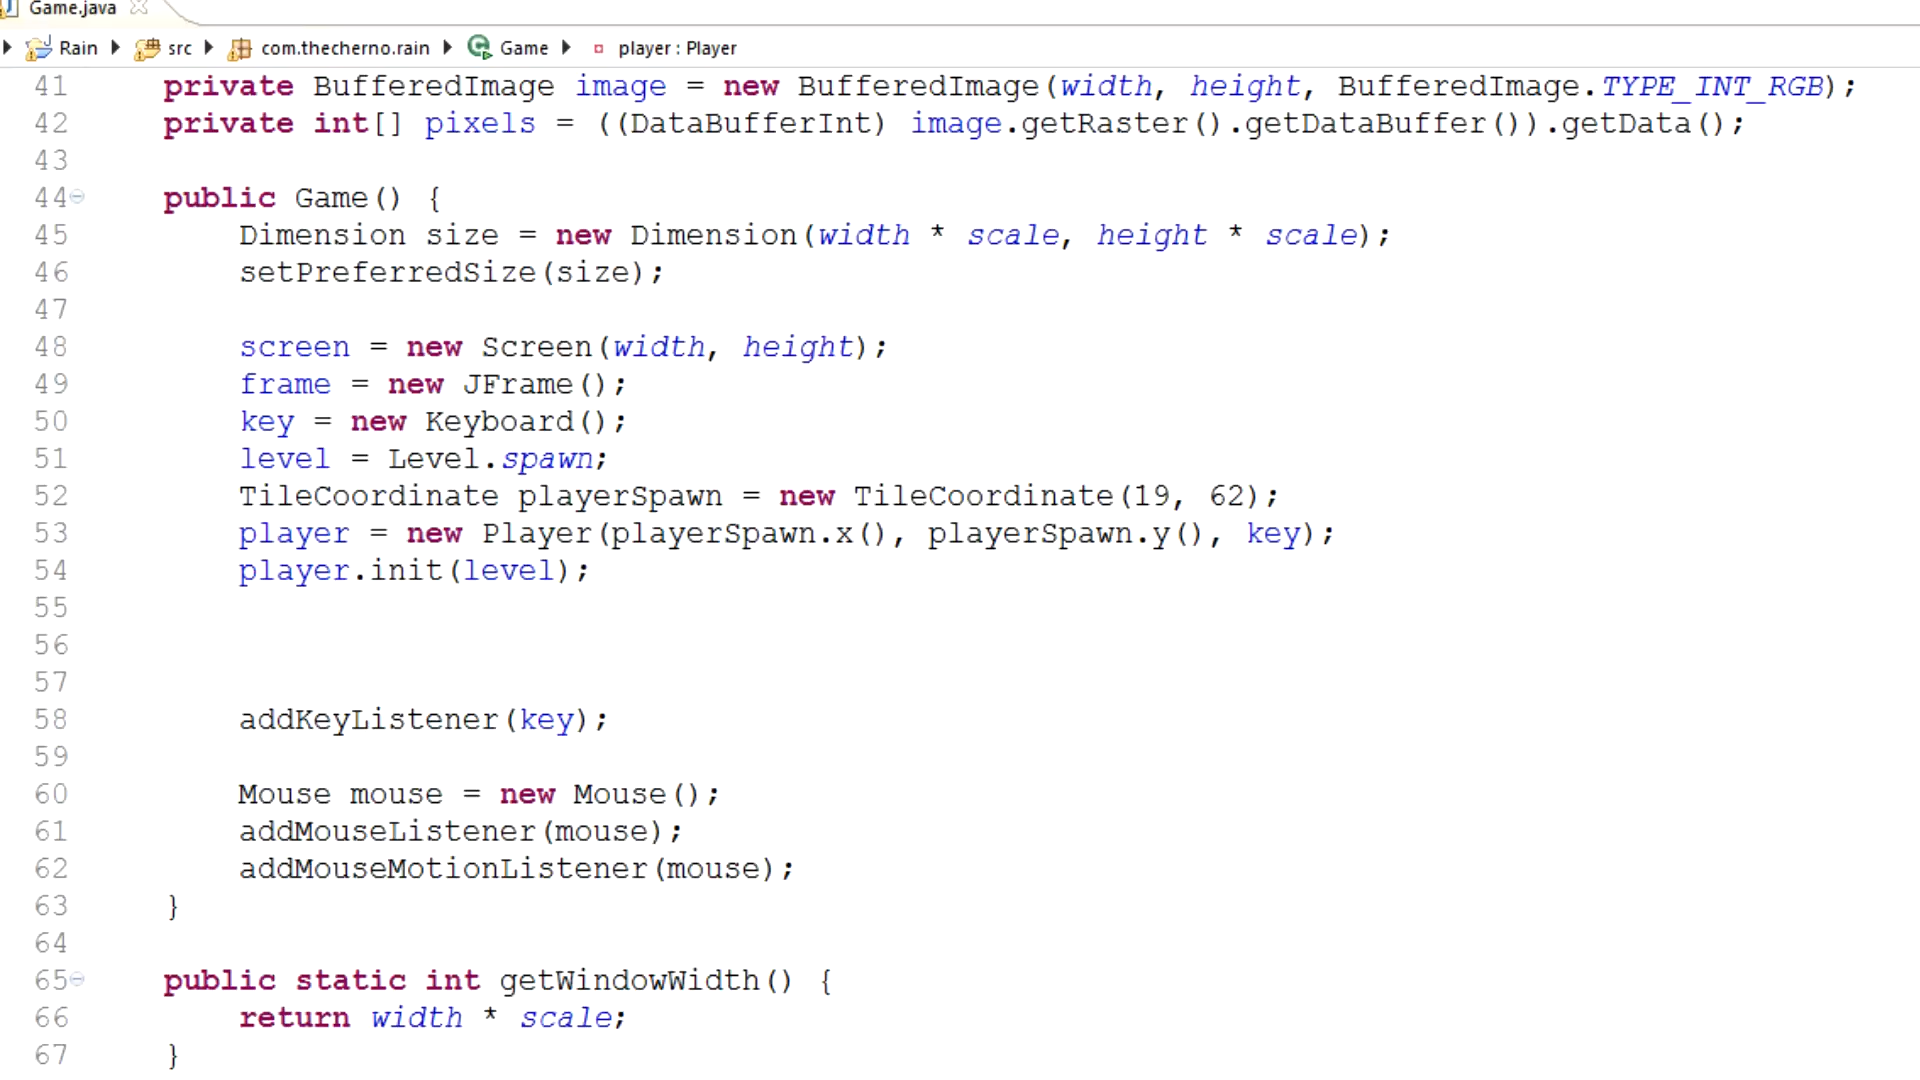 Game.java
Rain src com.thecherno.rain Game player : Player
41 private BufferedImage image = new BufferedImage(width, height, BufferedImage.TYPE_INT_RGB);
42 private int[] pixels = ((DataBufferInt) image.getRaster().getDataBuffer()).getData();
43
44 public Game() {
45 Dimension size = new Dimension(width * scale, height * scale);
46 setPreferredSize(size);
47
48 screen = new Screen(width, height);
49 frame = new JFrame();
50 key = new Keyboard();
51 level = Level.spawn;
52 TileCoordinate playerSpawn = new TileCoordinate(19, 62);
53 player = new Player(playerSpawn.x(), playerSpawn.y(), key);
54 player.init(level);
55
56
57
58 addKeyListener(key);
59
60 Mouse mouse = new Mouse();
61 addMouseListener(mouse);
62 addMouseMotionListener(mouse);
63 }
64
65 public static int getWindowWidth() {
66 return width * scale;
67 }